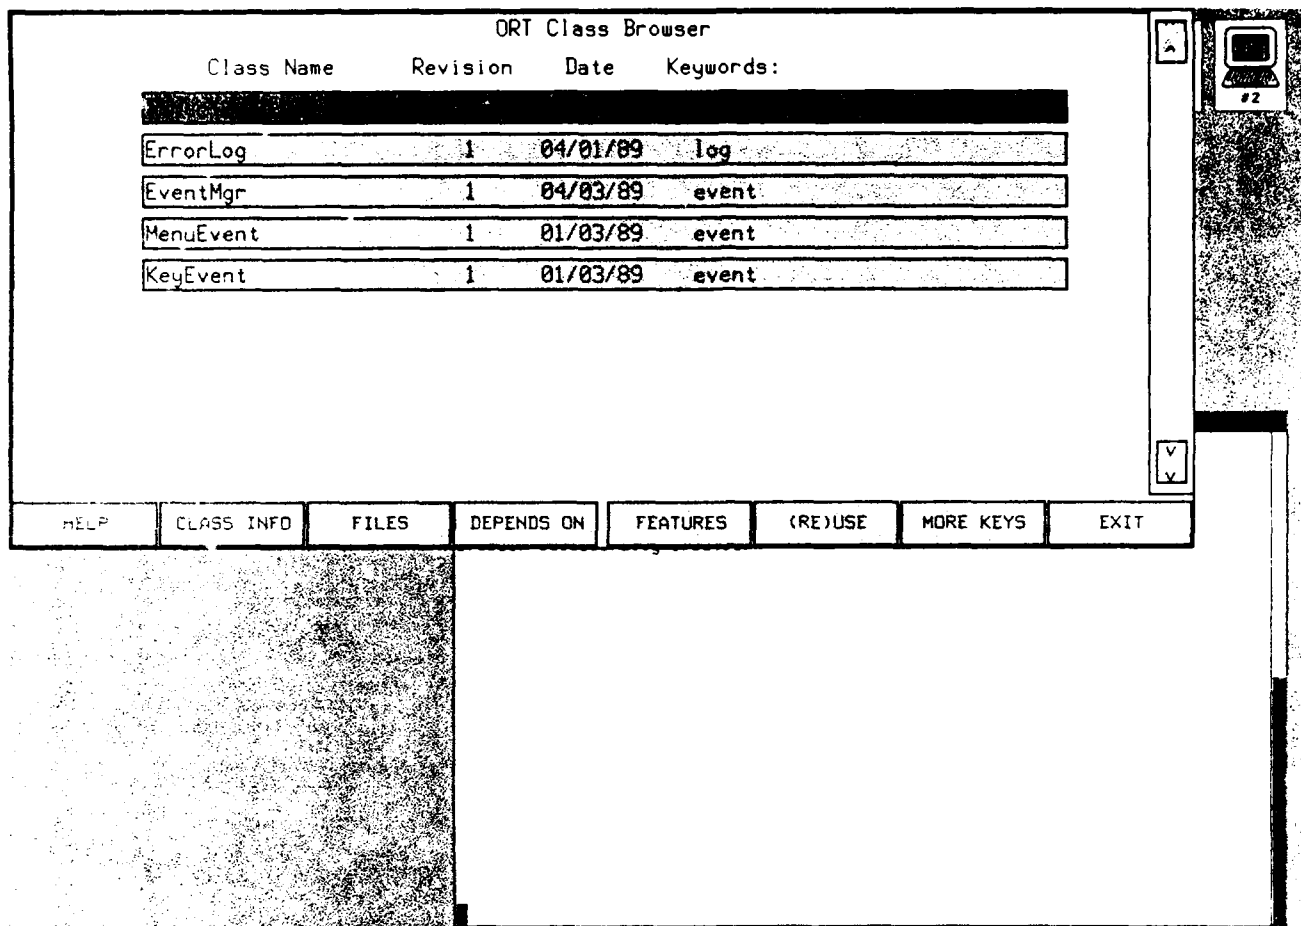 ORT Class Browser
Class Name Revision Date Keywords:
ErrorLog 1 04/01/89 log
EventMgr 1 04/03/89 event
MenuEvent 1 01/03/89 event
KeyEvent 1 01/03/89 event
HELP CLASS INFO FILES DEPENDS ON FEATURES (RE)USE MORE KEYS EXIT
#2